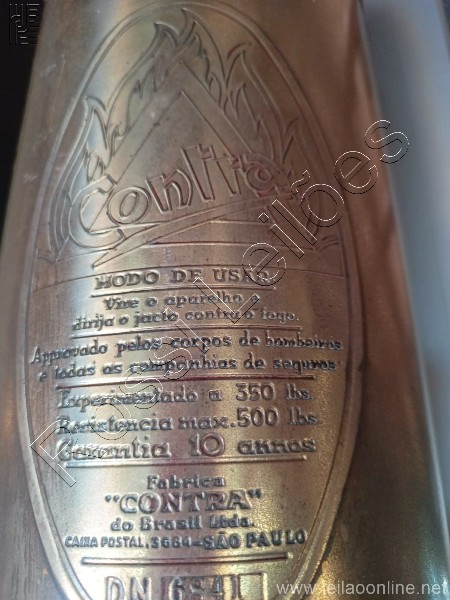 Contra
MODO DE USAR
Vire o aparelho e
dirija o jacto contra o fogo.
Approvado pelos corpos de bombeiros
e todas as companhias de seguros
Experimentado a 350 lbs.
Resistencia max. 500 lbs.
Garantia 10 annos
Fabrica
"CONTRA"
do Brasil Ltda.
CAIXA POSTAL, 3664-SÃO PAULO
DN
Rossi Leilões
www.leilaoonline.net